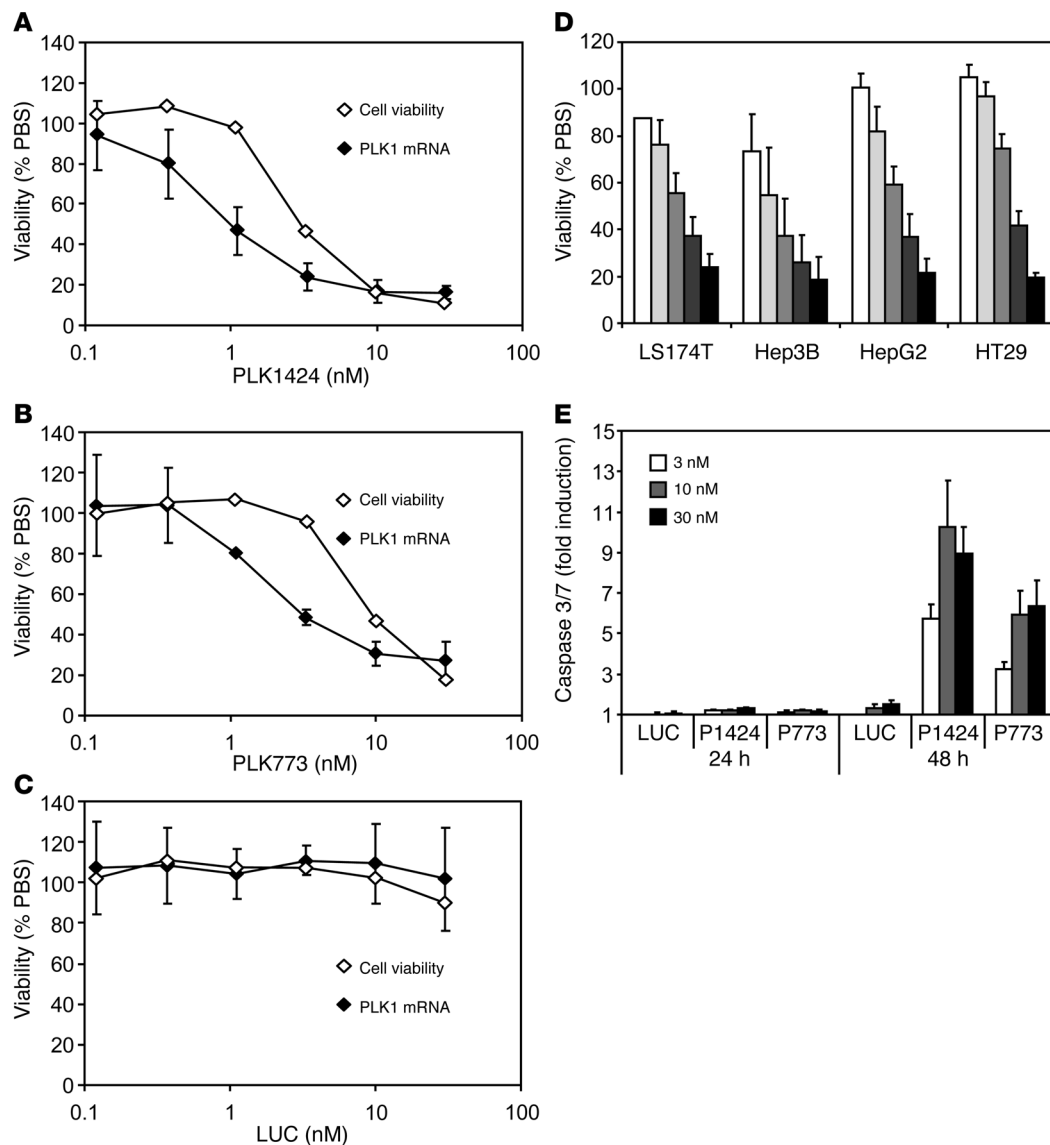 A
Viability (% PBS)
140
120
100
80
60
40
20
0
Cell viability
PLK1 mRNA
0.1 1 10 100
PLK1424 (nM)
B
Viability (% PBS)
140
120
100
80
60
40
20
0
Cell viability
PLK1 mRNA
0.1 1 10 100
PLK773 (nM)
C
Viability (% PBS)
140
120
100
80
60
40
20
0
Cell viability
PLK1 mRNA
0.1 1 10 100
LUC (nM)
D
Viability (% PBS)
120
100
80
60
40
20
0
LS174T Hep3B HepG2 HT29
E
Caspase 3/7 (fold induction)
15
13
11
9
7
5
3
1
3 nM
10 nM
30 nM
LUC P1424 P773 LUC P1424 P773
24 h 48 h